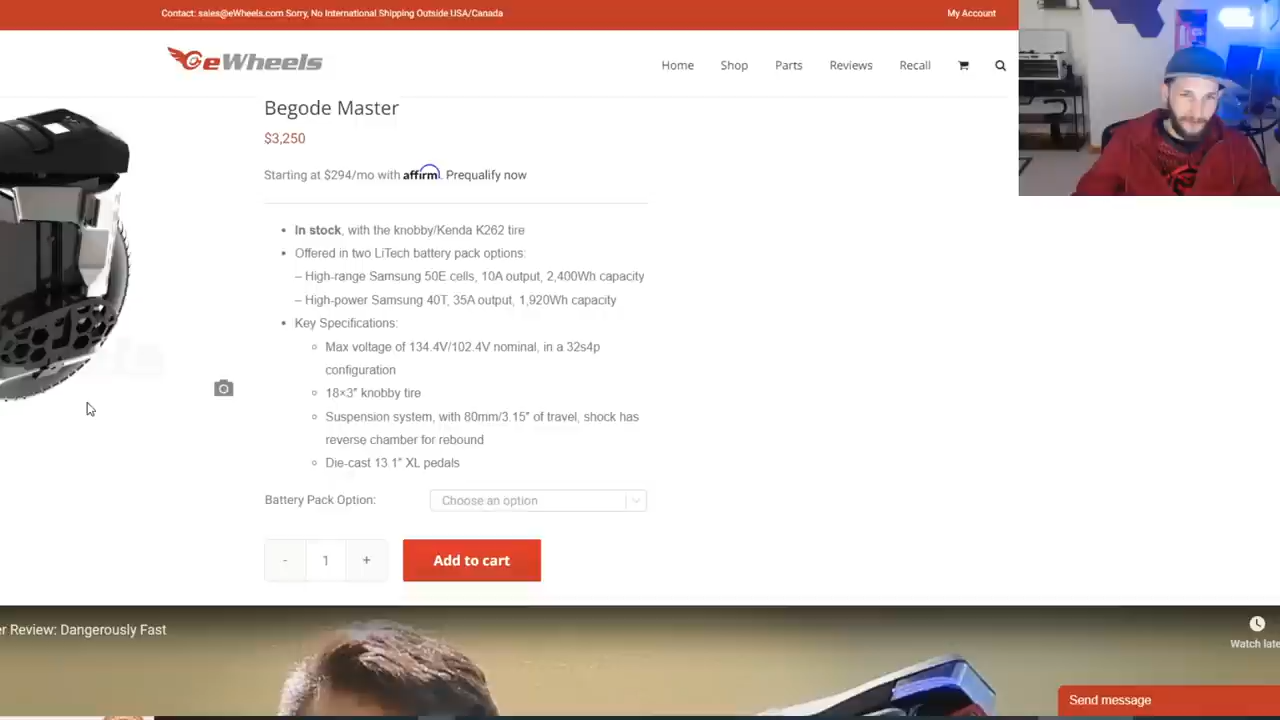 Contact: sales@eWheels.com Sorry, No International Shipping Outside USA/Canada
My Account
eWheels
Home
Shop
Parts
Reviews
Recall
Begode Master
$3,250
Starting at $294/mo with affirm. Prequalify now
• In stock, with the knobby/Kenda K262 tire
• Offered in two LiTech battery pack options:
– High-range Samsung 50E cells, 10A output, 2,400Wh capacity
– High-power Samsung 40T, 35A output, 1,920Wh capacity
• Key Specifications:
Max voltage of 134.4V/102.4V nominal, in a 32s4p
configuration
18×3″ knobby tire
Suspension system, with 80mm/3.15″ of travel, shock has
reverse chamber for rebound
Die-cast 13 1″ XL pedals
Battery Pack Option:
Choose an option
- 1 +
Add to cart
er Review: Dangerously Fast
Watch late
Send message